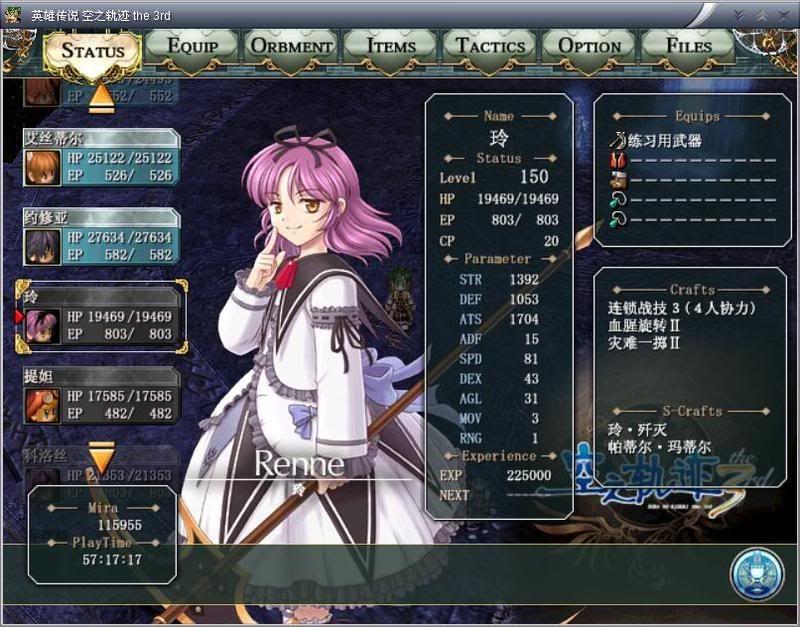 英雄传说 空之轨迹 the 3rd
STATUS EQUIP ORBMENT ITEMS TACTICS OPTION FILES
EP 552/ 552
艾丝蒂尔
HP 25122/25122
EP 526/ 526
约修亚
HP 27634/27634
EP 582/ 582
玲
HP 19469/19469
EP 803/ 803
提妲
HP 17585/17585
EP 482/ 482
科洛丝
Mira
115955
PlayTime
57:17:17
Renne
玲
Name
玲
Status
Level 150
HP 19469/19469
EP 803/ 803
CP 20
Parameter
STR 1392
DEF 1053
ATS 1704
ADF 15
SPD 81
DEX 43
AGL 31
MOV 3
RNG 1
Experience
EXP 225000
NEXT -------
Equips
练习用武器
Crafts
连锁战技 3（4人协力）
血腥旋转Ⅱ
灾难一掷Ⅱ
S-Crafts
玲·歼灭
帕蒂尔·玛蒂尔
空之轨迹 the 3rd